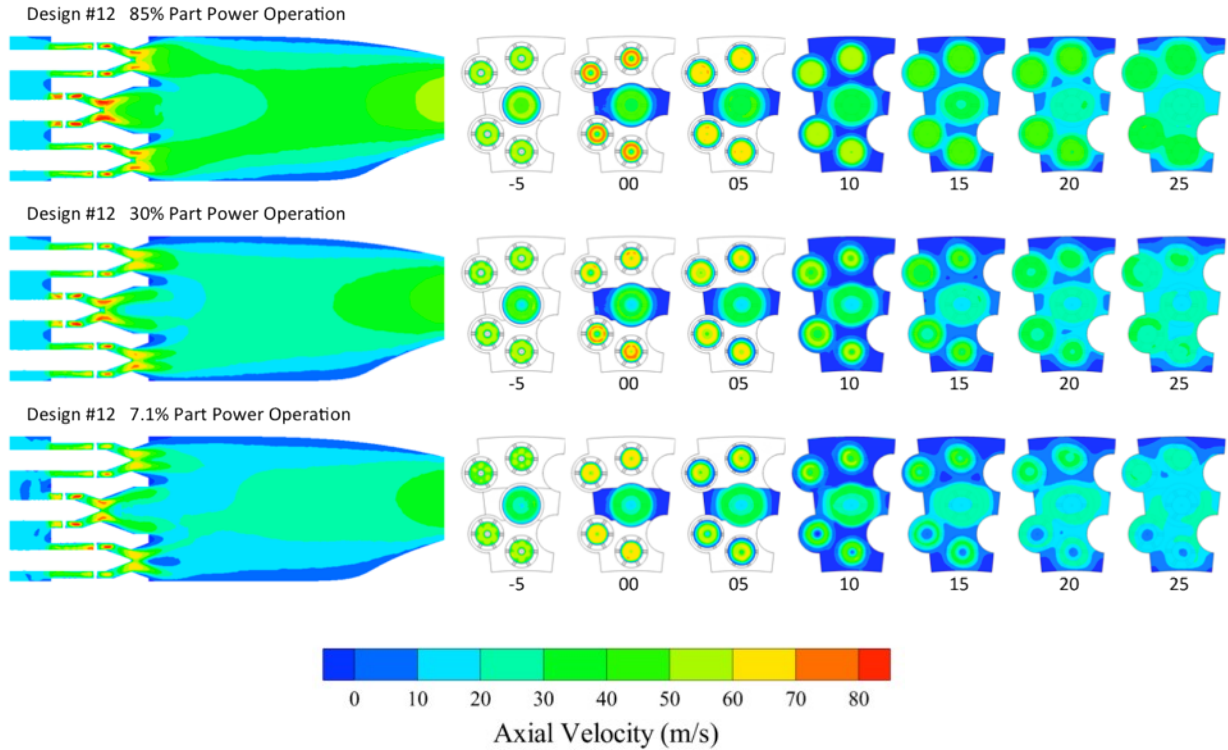 Design #12 85% Part Power Operation
-5 00 05 10 15 20 25
Design #12 30% Part Power Operation
-5 00 05 10 15 20 25
Design #12 7.1% Part Power Operation
-5 00 05 10 15 20 25
0 10 20 30 40 50 60 70 80
Axial Velocity (m/s)